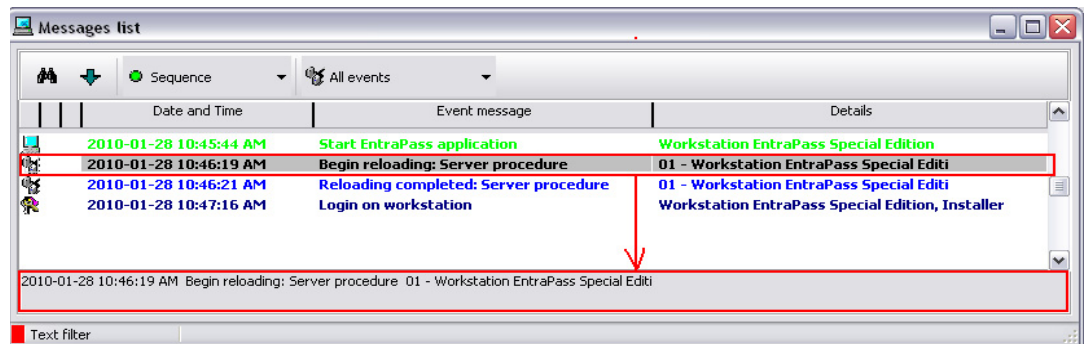 Messages list
Sequence All events
Date and Time Event message Details
2010-01-28 10:45:44 AM Start EntraPass application Workstation EntraPass Special Edition
2010-01-28 10:46:19 AM Begin reloading: Server procedure 01 - Workstation EntraPass Special Editi
2010-01-28 10:46:21 AM Reloading completed: Server procedure 01 - Workstation EntraPass Special Editi
2010-01-28 10:47:16 AM Login on workstation Workstation EntraPass Special Edition, Installer
2010-01-28 10:46:19 AM Begin reloading: Server procedure 01 - Workstation EntraPass Special Editi
Text filter